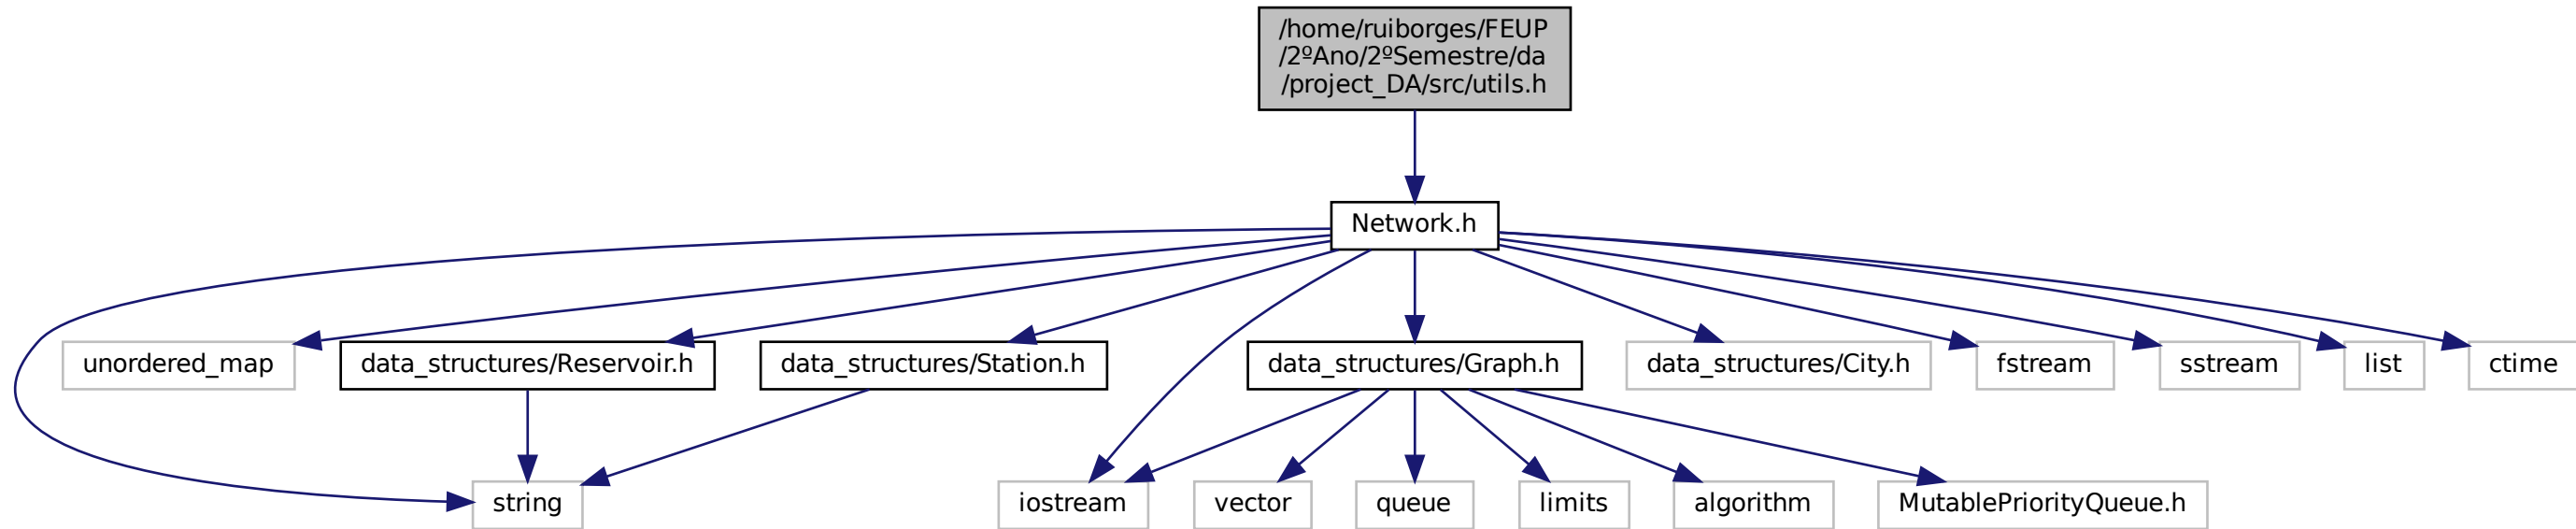 /home/ruiborges/FEUP
/2ºAno/2ºSemestre/da
/project_DA/src/utils.h
Network.h
unordered_map
data_structures/Reservoir.h
data_structures/Station.h
data_structures/Graph.h
data_structures/City.h
fstream
sstream
list
ctime
string
iostream
vector
queue
limits
algorithm
MutablePriorityQueue.h